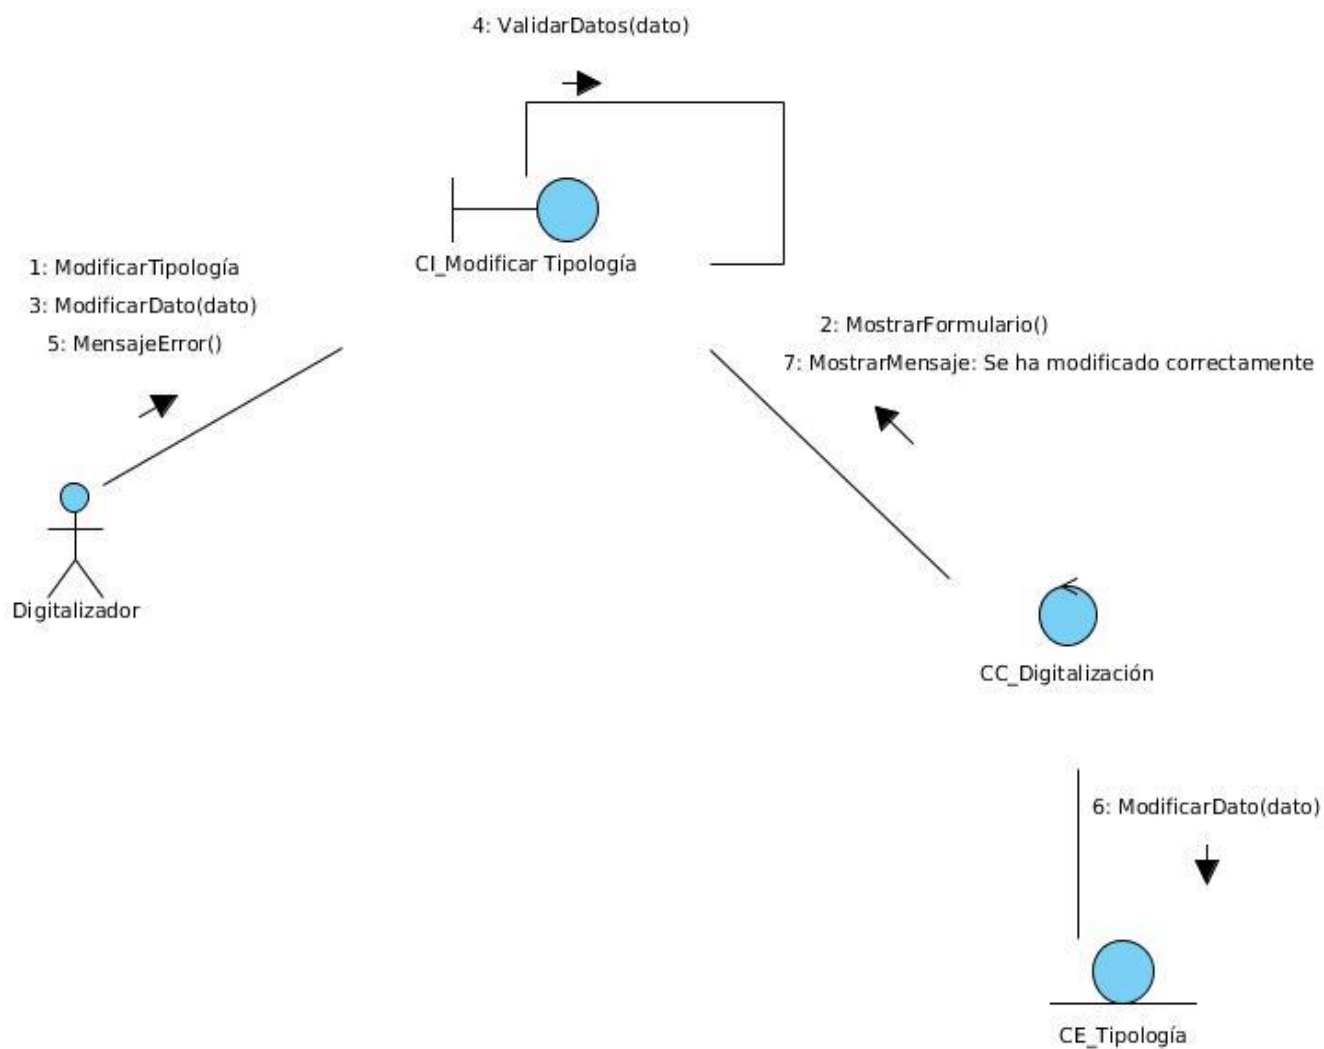 4: ValidarDatos(dato)
CI_Modificar Tipología
1: ModificarTipología
3: ModificarDato(dato)
5: MensajeError()
2: MostrarFormulario()
7: MostrarMensaje: Se ha modificado correctamente
Digitalizador
CC_Digitalización
6: ModificarDato(dato)
CE_Tipología